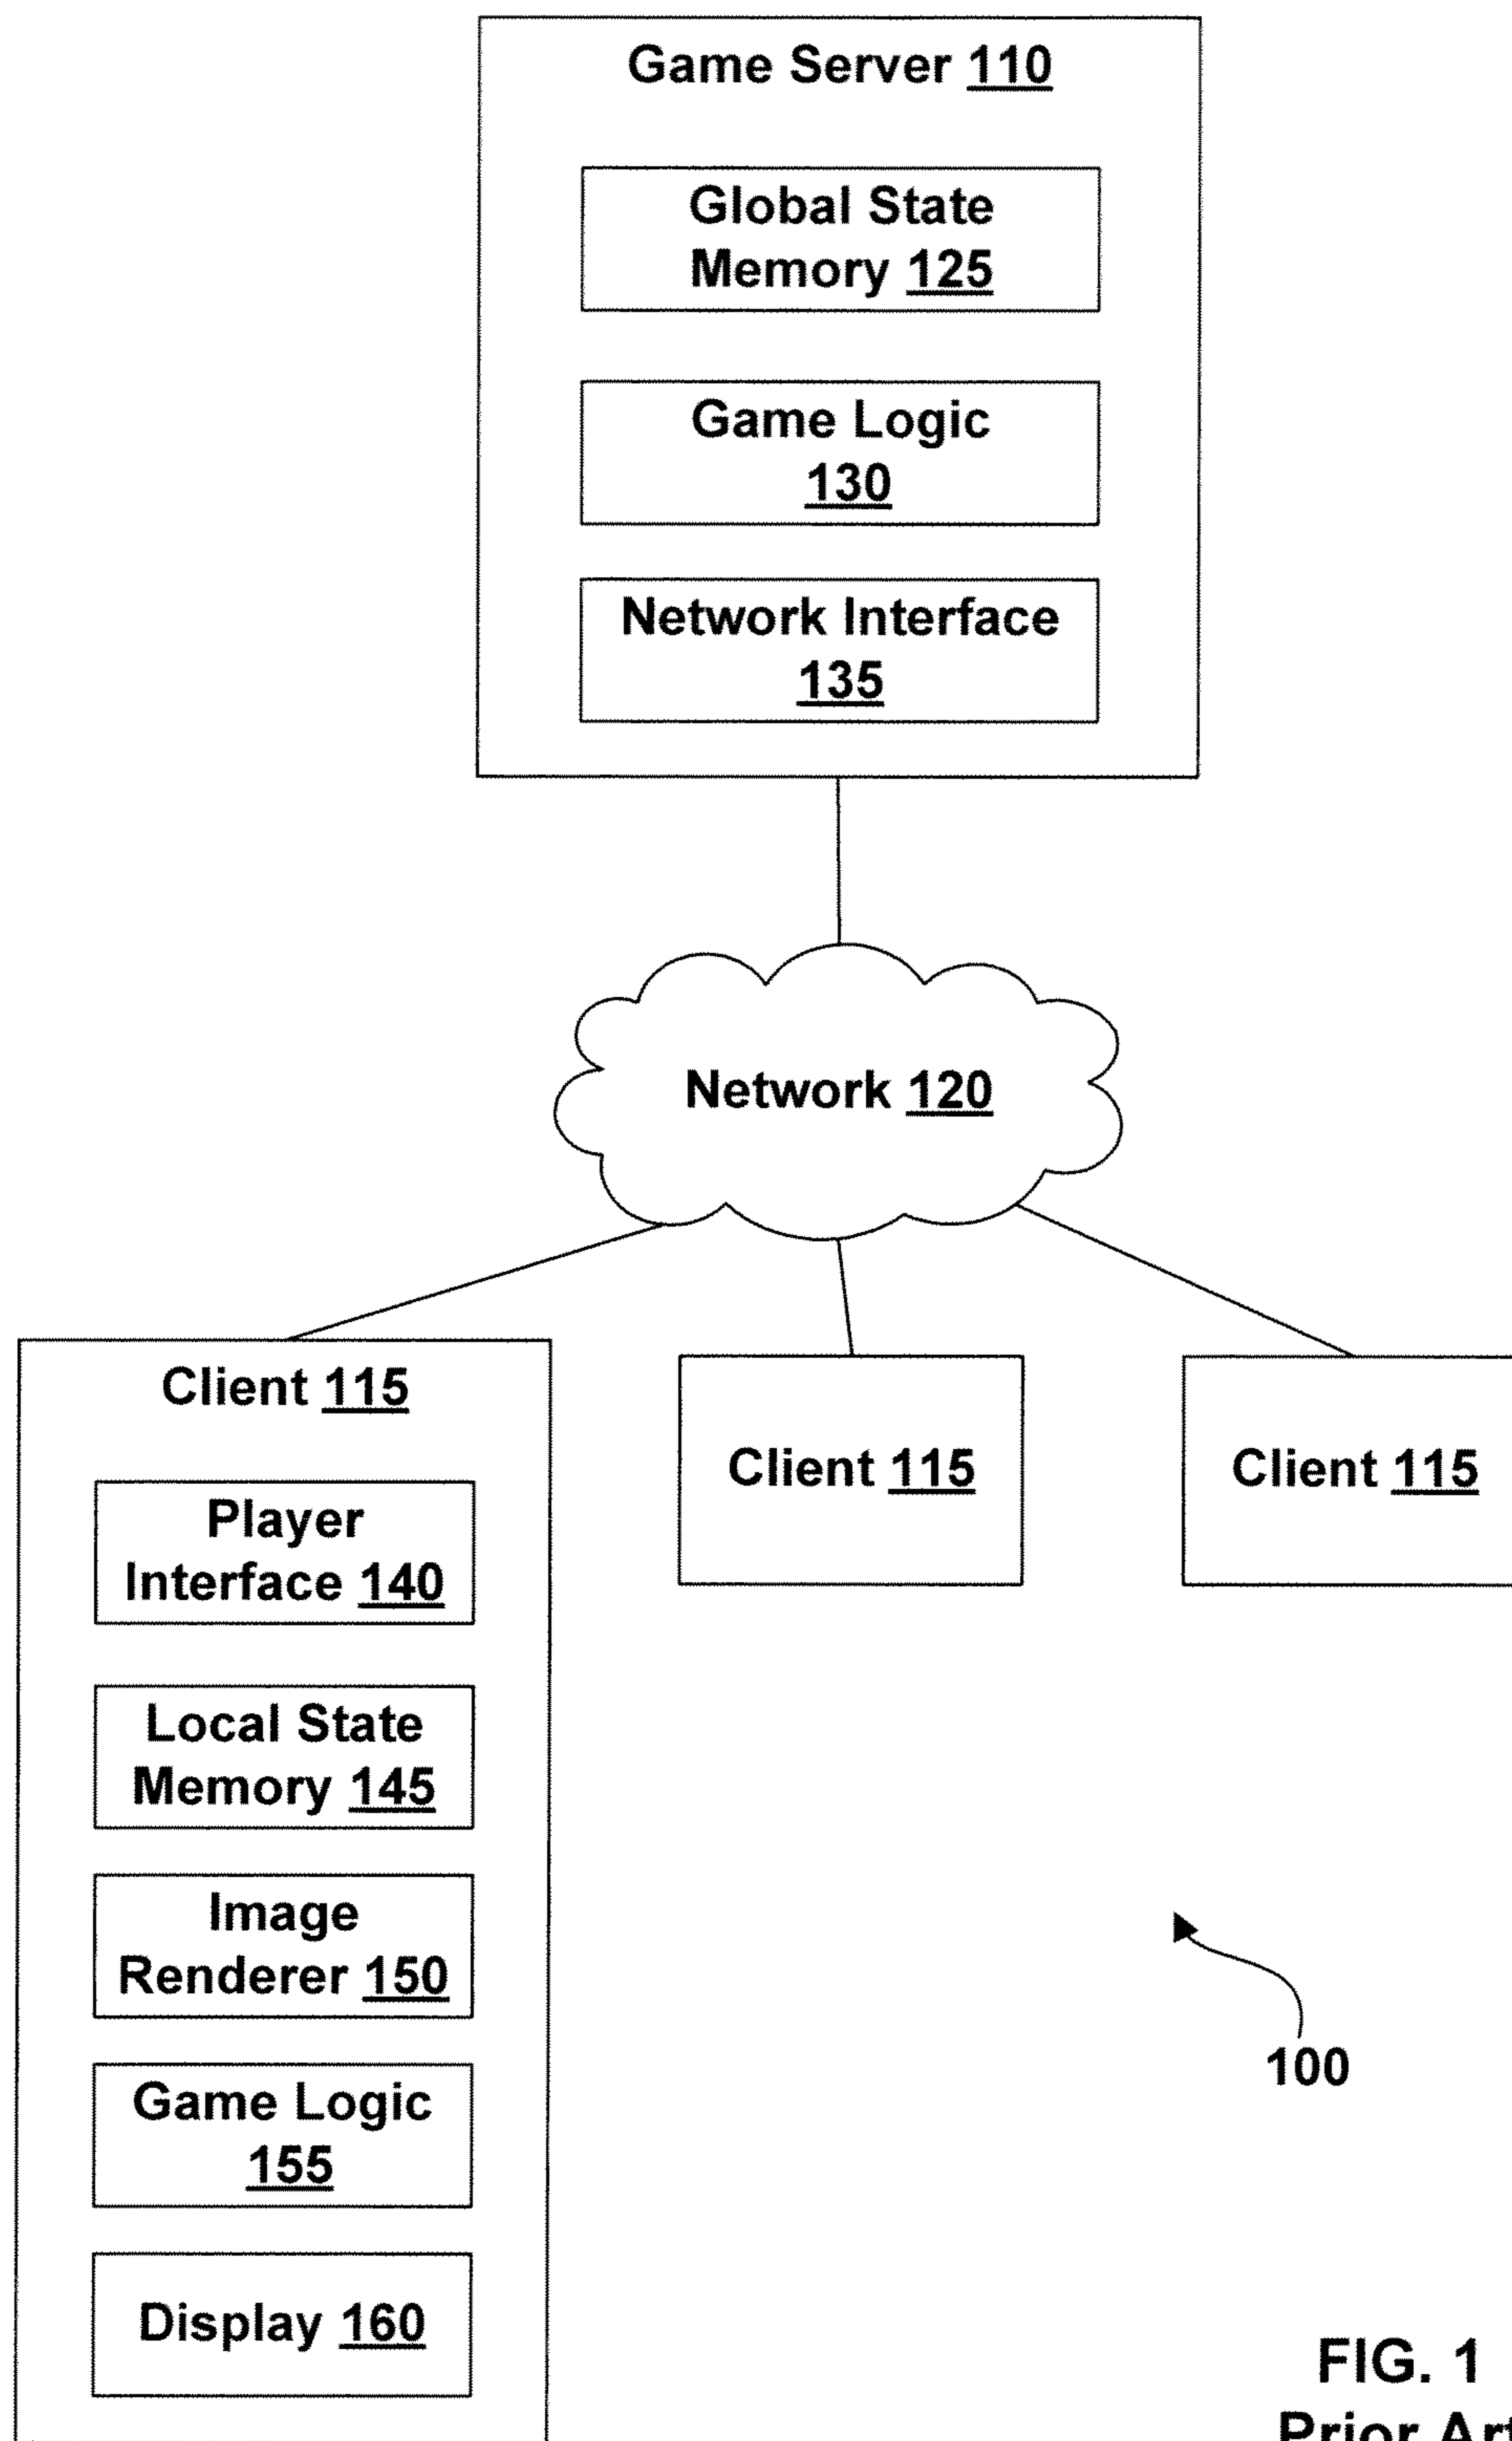 Game Server 110
Global State
Memory 125
Game Logic
130
Network Interface
135
Network 120
Client 115
Player
Interface 140
Local State
Memory 145
Image
Renderer 150
Game Logic
155
Display 160
Client 115
Client 115
100
FIG. 1
Prior Art